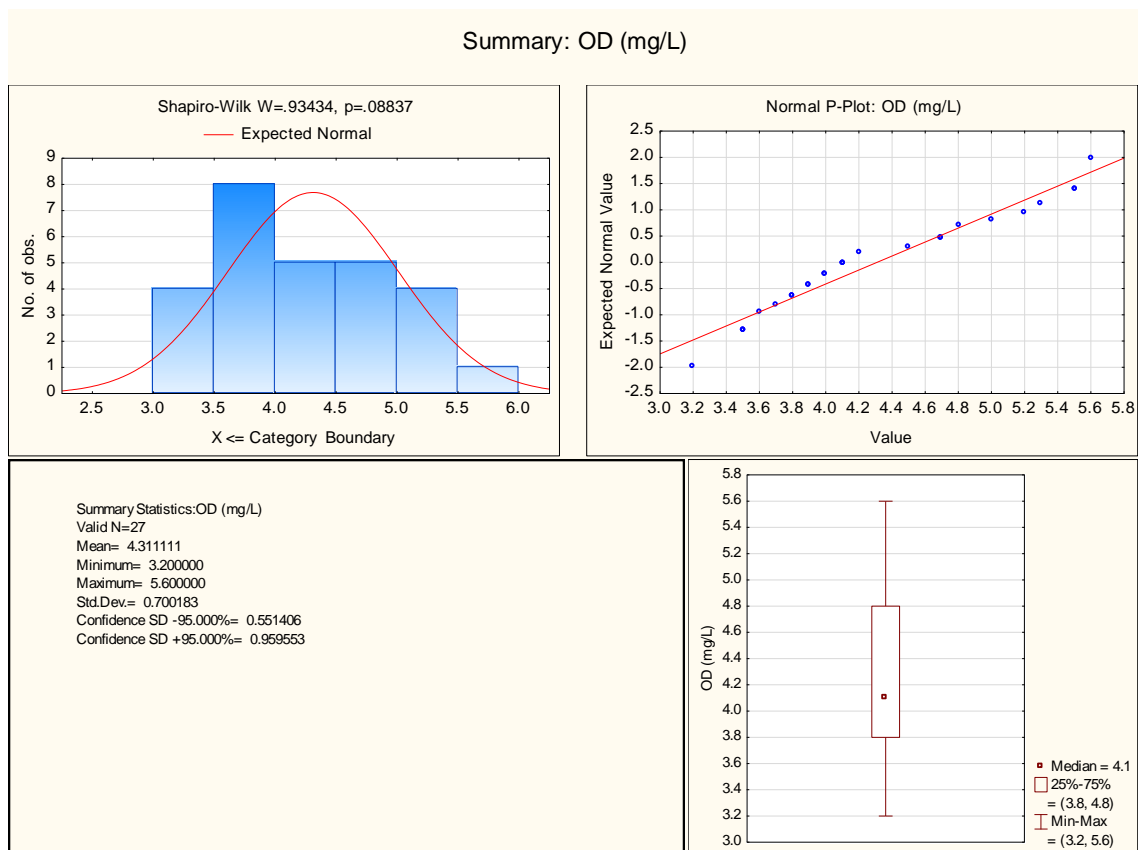 Summary: OD (mg/L)
Shapiro-Wilk W=.93434, p=.08837
Expected Normal
9
8
7
6
5
4
3
2
1
0
No. of obs.
2.5 3.0 3.5 4.0 4.5 5.0 5.5 6.0
X <= Category Boundary
Normal P-Plot: OD (mg/L)
2.5
2.0
1.5
1.0
0.5
0.0
-0.5
-1.0
-1.5
-2.0
-2.5
Expected Normal Value
3.0 3.2 3.4 3.6 3.8 4.0 4.2 4.4 4.6 4.8 5.0 5.2 5.4 5.6 5.8
Value
Summary Statistics:OD (mg/L)
Valid N=27
Mean= 4.311111
Minimum= 3.200000
Maximum= 5.600000
Std.Dev.= 0.700183
Confidence SD -95.000%= 0.551406
Confidence SD +95.000%= 0.959553
5.8
5.6
5.4
5.2
5.0
4.8
4.6
4.4
4.2
4.0
3.8
3.6
3.4
3.2
3.0
OD (mg/L)
Median = 4.1
25%-75%
= (3.8, 4.8)
Min-Max
= (3.2, 5.6)